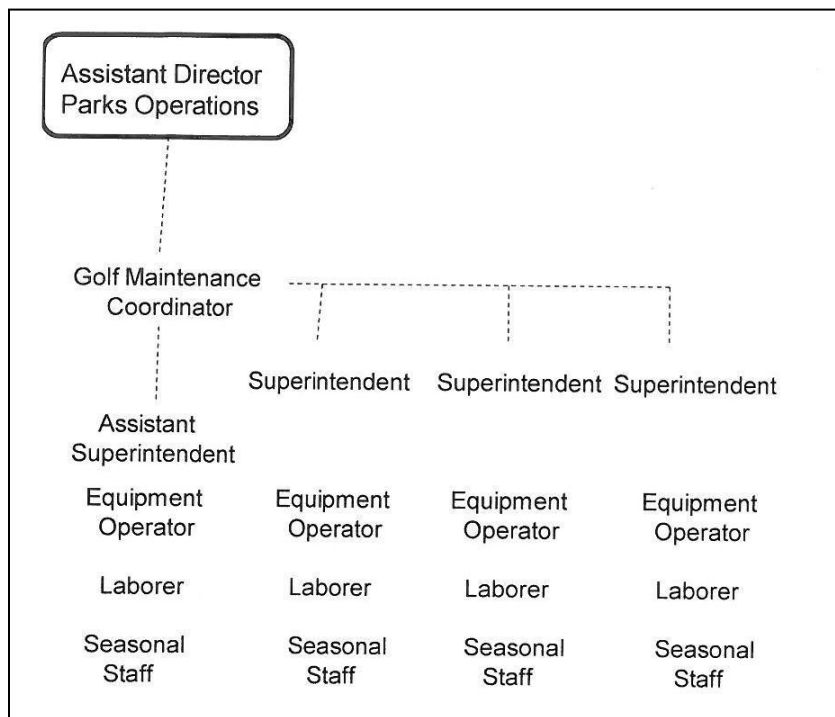 Assistant Director
Parks Operations
Golf Maintenance
Coordinator
Superintendent
Superintendent
Superintendent
Assistant
Superintendent
Equipment
Operator
Equipment
Operator
Equipment
Operator
Equipment
Operator
Laborer
Laborer
Laborer
Laborer
Seasonal
Staff
Seasonal
Staff
Seasonal
Staff
Seasonal
Staff